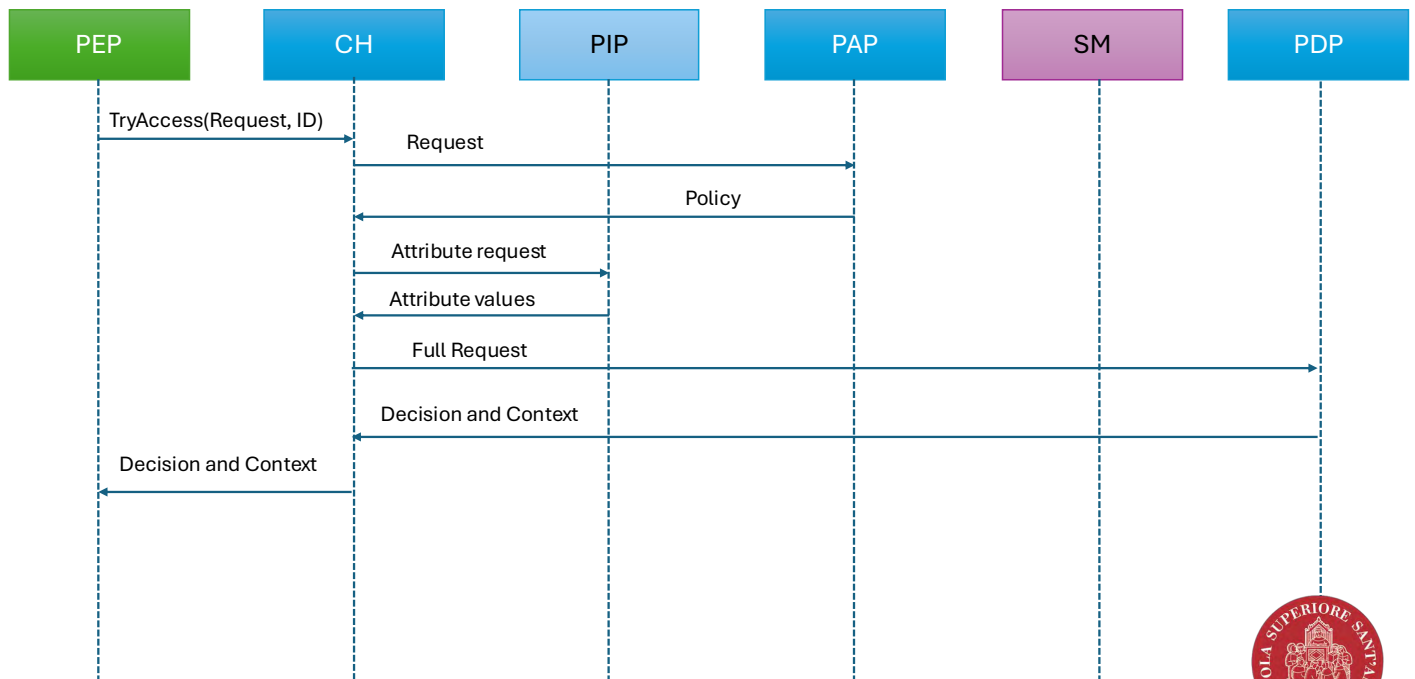 PEP
CH
PIP
PAP
SM
PDP
TryAccess(Request, ID)
Request
Policy
Attribute request
Attribute values
Full Request
Decision and Context
Decision and Context
SUPERIORE